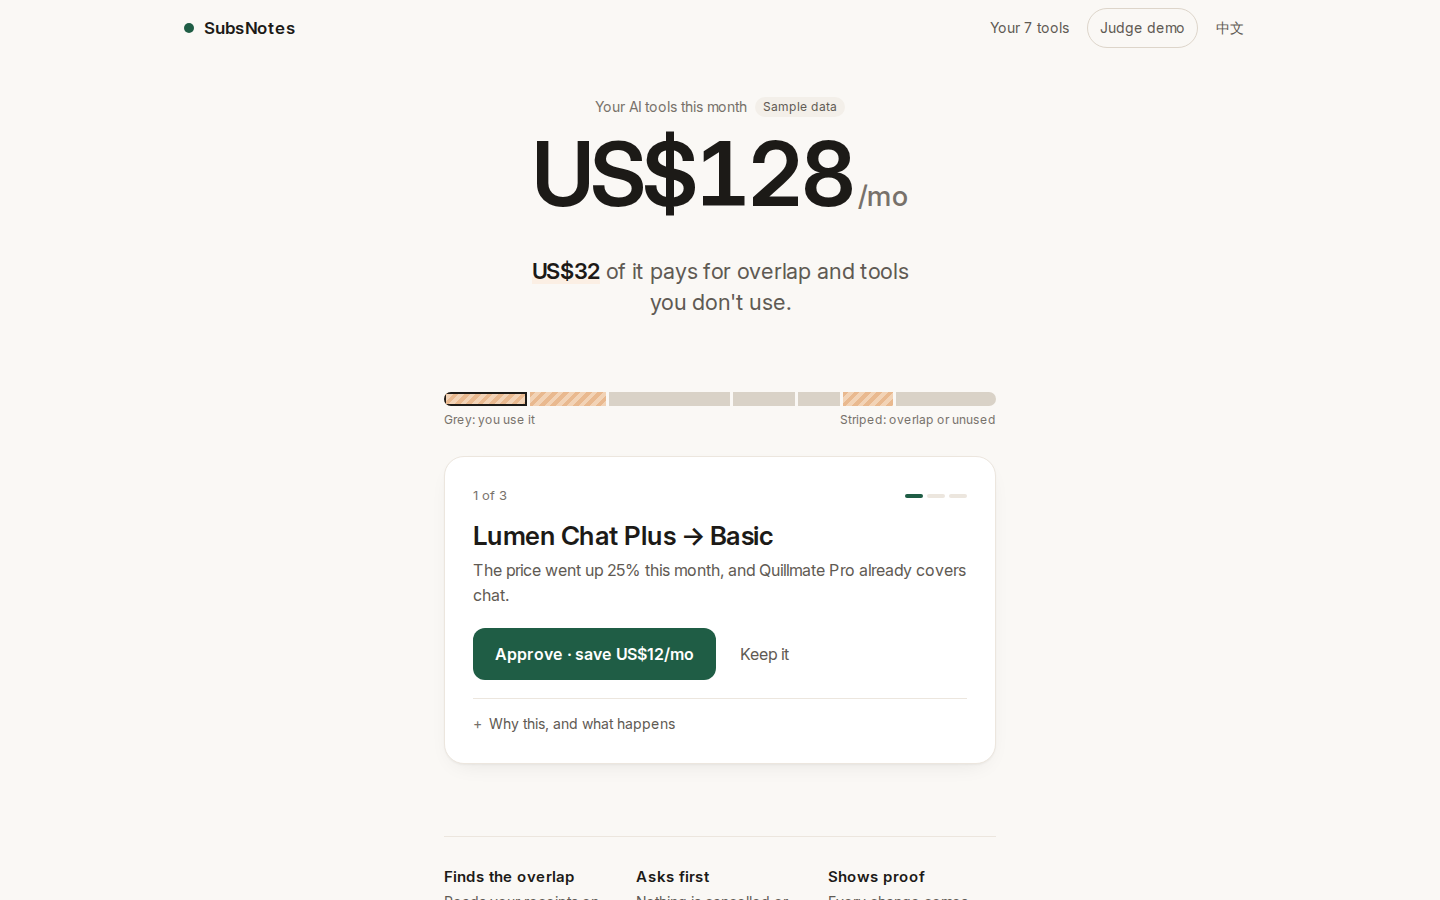 SubsNotes
Your 7 tools
Judge demo
中文
Your AI tools this month
Sample data
US$128/mo
US$32 of it pays for overlap and tools
you don't use.
Grey: you use it
Striped: overlap or unused
1 of 3
Lumen Chat Plus → Basic
The price went up 25% this month, and Quillmate Pro already covers
chat.
Approve · save US$12/mo
Keep it
+ Why this, and what happens
Finds the overlap
Asks first
Shows proof